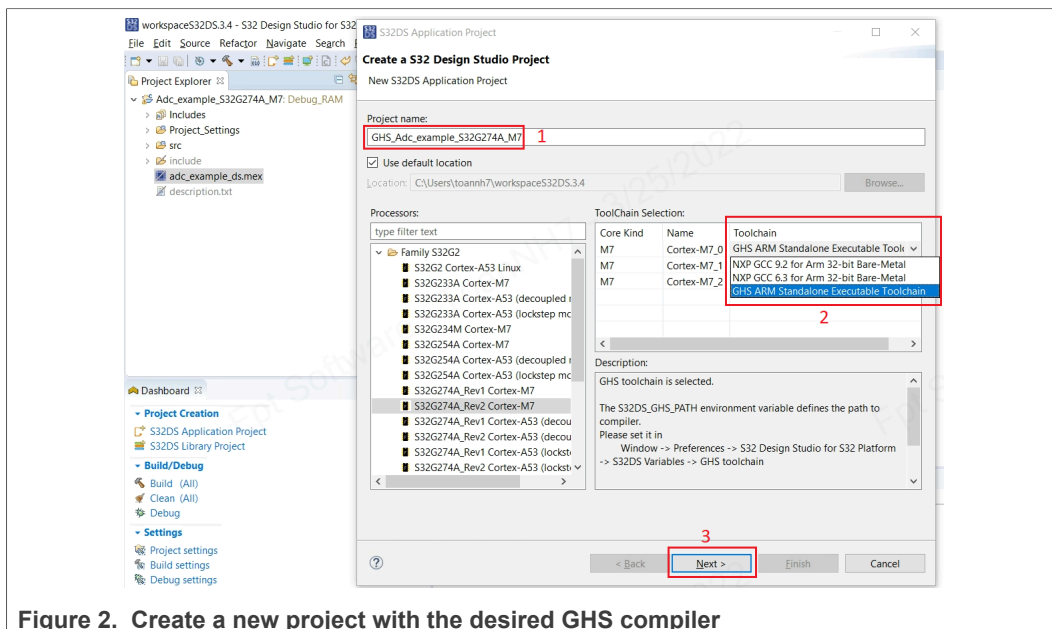 workspaceS32DS.3.4 - S32 Design Studio for S32
File Edit Source Refactor Navigate Search
Project Explorer
Adc_example_S32G274A_M7: Debug_RAM
Includes
Project_Settings
src
include
adc_example_ds.mex
description.txt
Dashboard
Project Creation
S32DS Application Project
S32DS Library Project
Build/Debug
Build (All)
Clean (All)
Debug
Settings
Project settings
Build settings
Debug settings
S32DS Application Project
Create a S32 Design Studio Project
New S32DS Application Project
Project name:
GHS_Adc_example_S32G274A_M7
1
Use default location
Location: C:\Users\toannh7\workspaceS32DS.3.4
Browse...
Processors:
type filter text
Family S32G2
S32G2 Cortex-A53 Linux
S32G233A Cortex-M7
S32G233A Cortex-A53 (decoupled
S32G233A Cortex-A53 (lockstep mc
S32G234M Cortex-M7
S32G254A Cortex-M7
S32G254A Cortex-A53 (decoupled
S32G254A Cortex-A53 (lockstep mc
S32G274A_Rev1 Cortex-M7
S32G274A_Rev2 Cortex-M7
S32G274A_Rev1 Cortex-A53 (decou
S32G274A_Rev2 Cortex-A53 (decou
S32G274A_Rev1 Cortex-A53 (lockst
S32G274A_Rev2 Cortex-A53 (lockst
ToolChain Selection:
Core Kind Name Toolchain
M7 Cortex-M7_0 GHS ARM Standalone Executable Toolc
M7 Cortex-M7_1
M7 Cortex-M7_2
NXP GCC 9.2 for Arm 32-bit Bare-Metal
NXP GCC 6.3 for Arm 32-bit Bare-Metal
GHS ARM Standalone Executable Toolchain
2
Description:
GHS toolchain is selected.
The S32DS_GHS_PATH environment variable defines the path to
compiler.
Please set it in
Window -> Preferences -> S32 Design Studio for S32 Platform
-> S32DS Variables -> GHS toolchain
3
< Back
Next >
Finish
Cancel
Figure 2. Create a new project with the desired GHS compiler